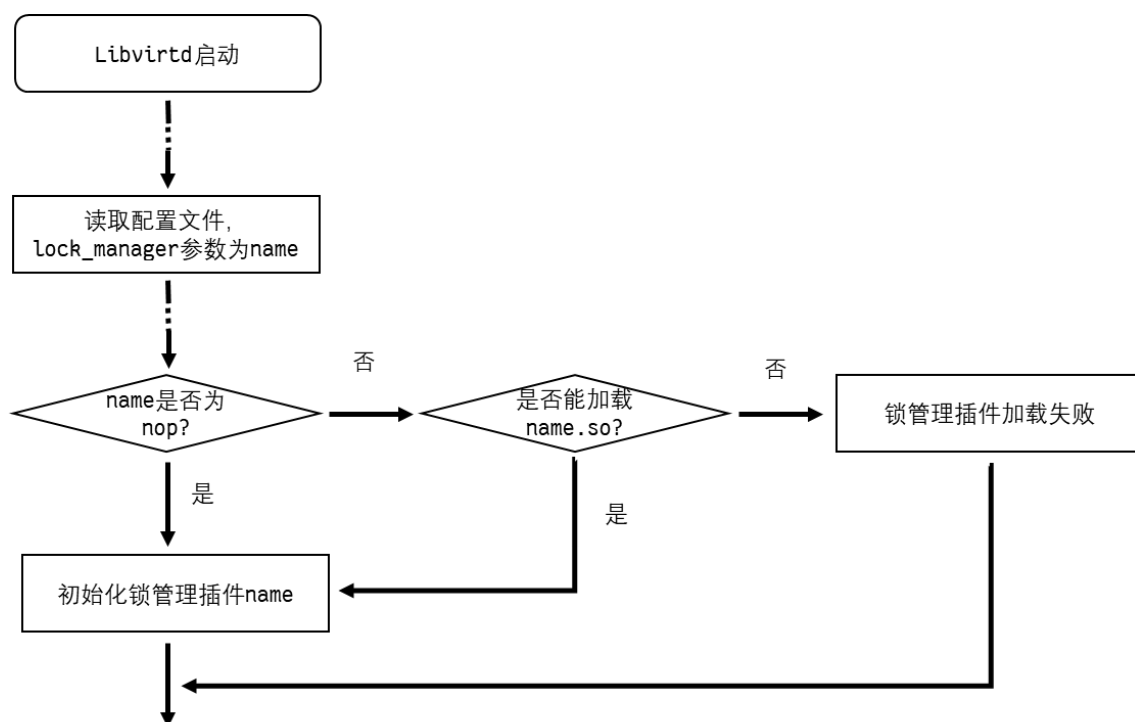 Libvirtd启动
读取配置文件,
lock_manager参数为name
否
否
name是否为
nop?
是否能加载
name.so?
锁管理插件加载失败
是
是
初始化锁管理插件name